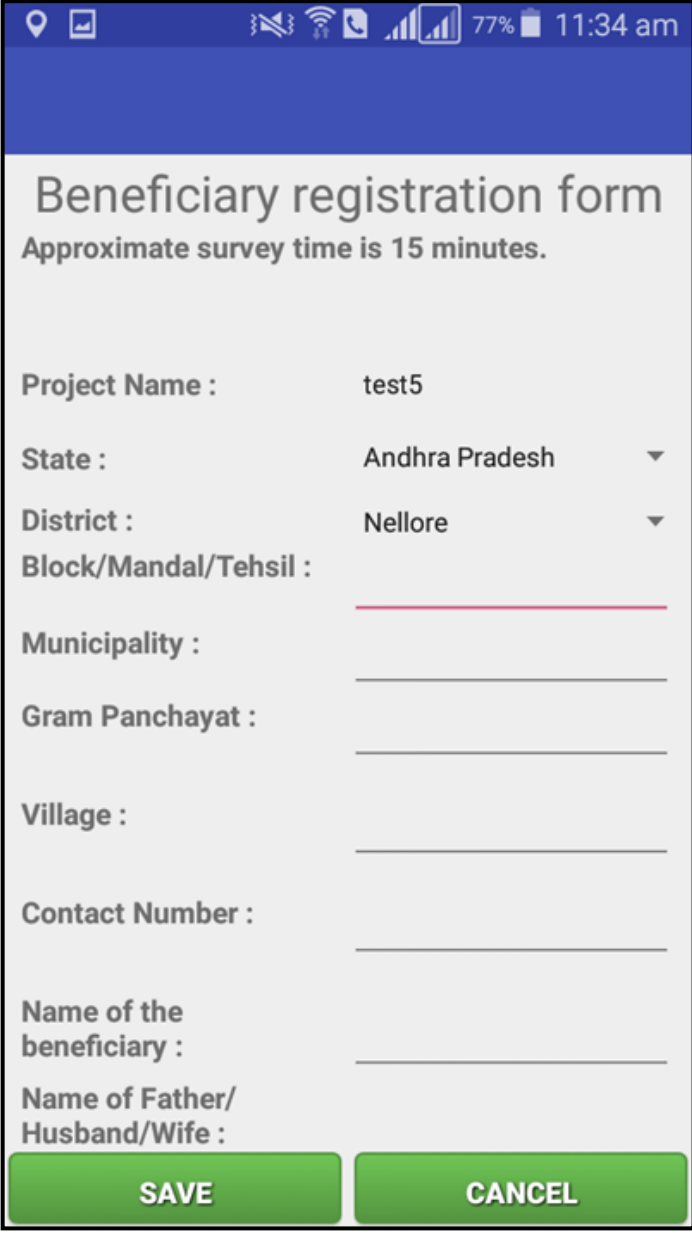 77% 11:34 am
Beneficiary registration form
Approximate survey time is 15 minutes.
Project Name : test5
State : Andhra Pradesh
District : Nellore
Block/Mandal/Tehsil :
Municipality :
Gram Panchayat :
Village :
Contact Number :
Name of the
beneficiary :
Name of Father/
Husband/Wife :
SAVE CANCEL